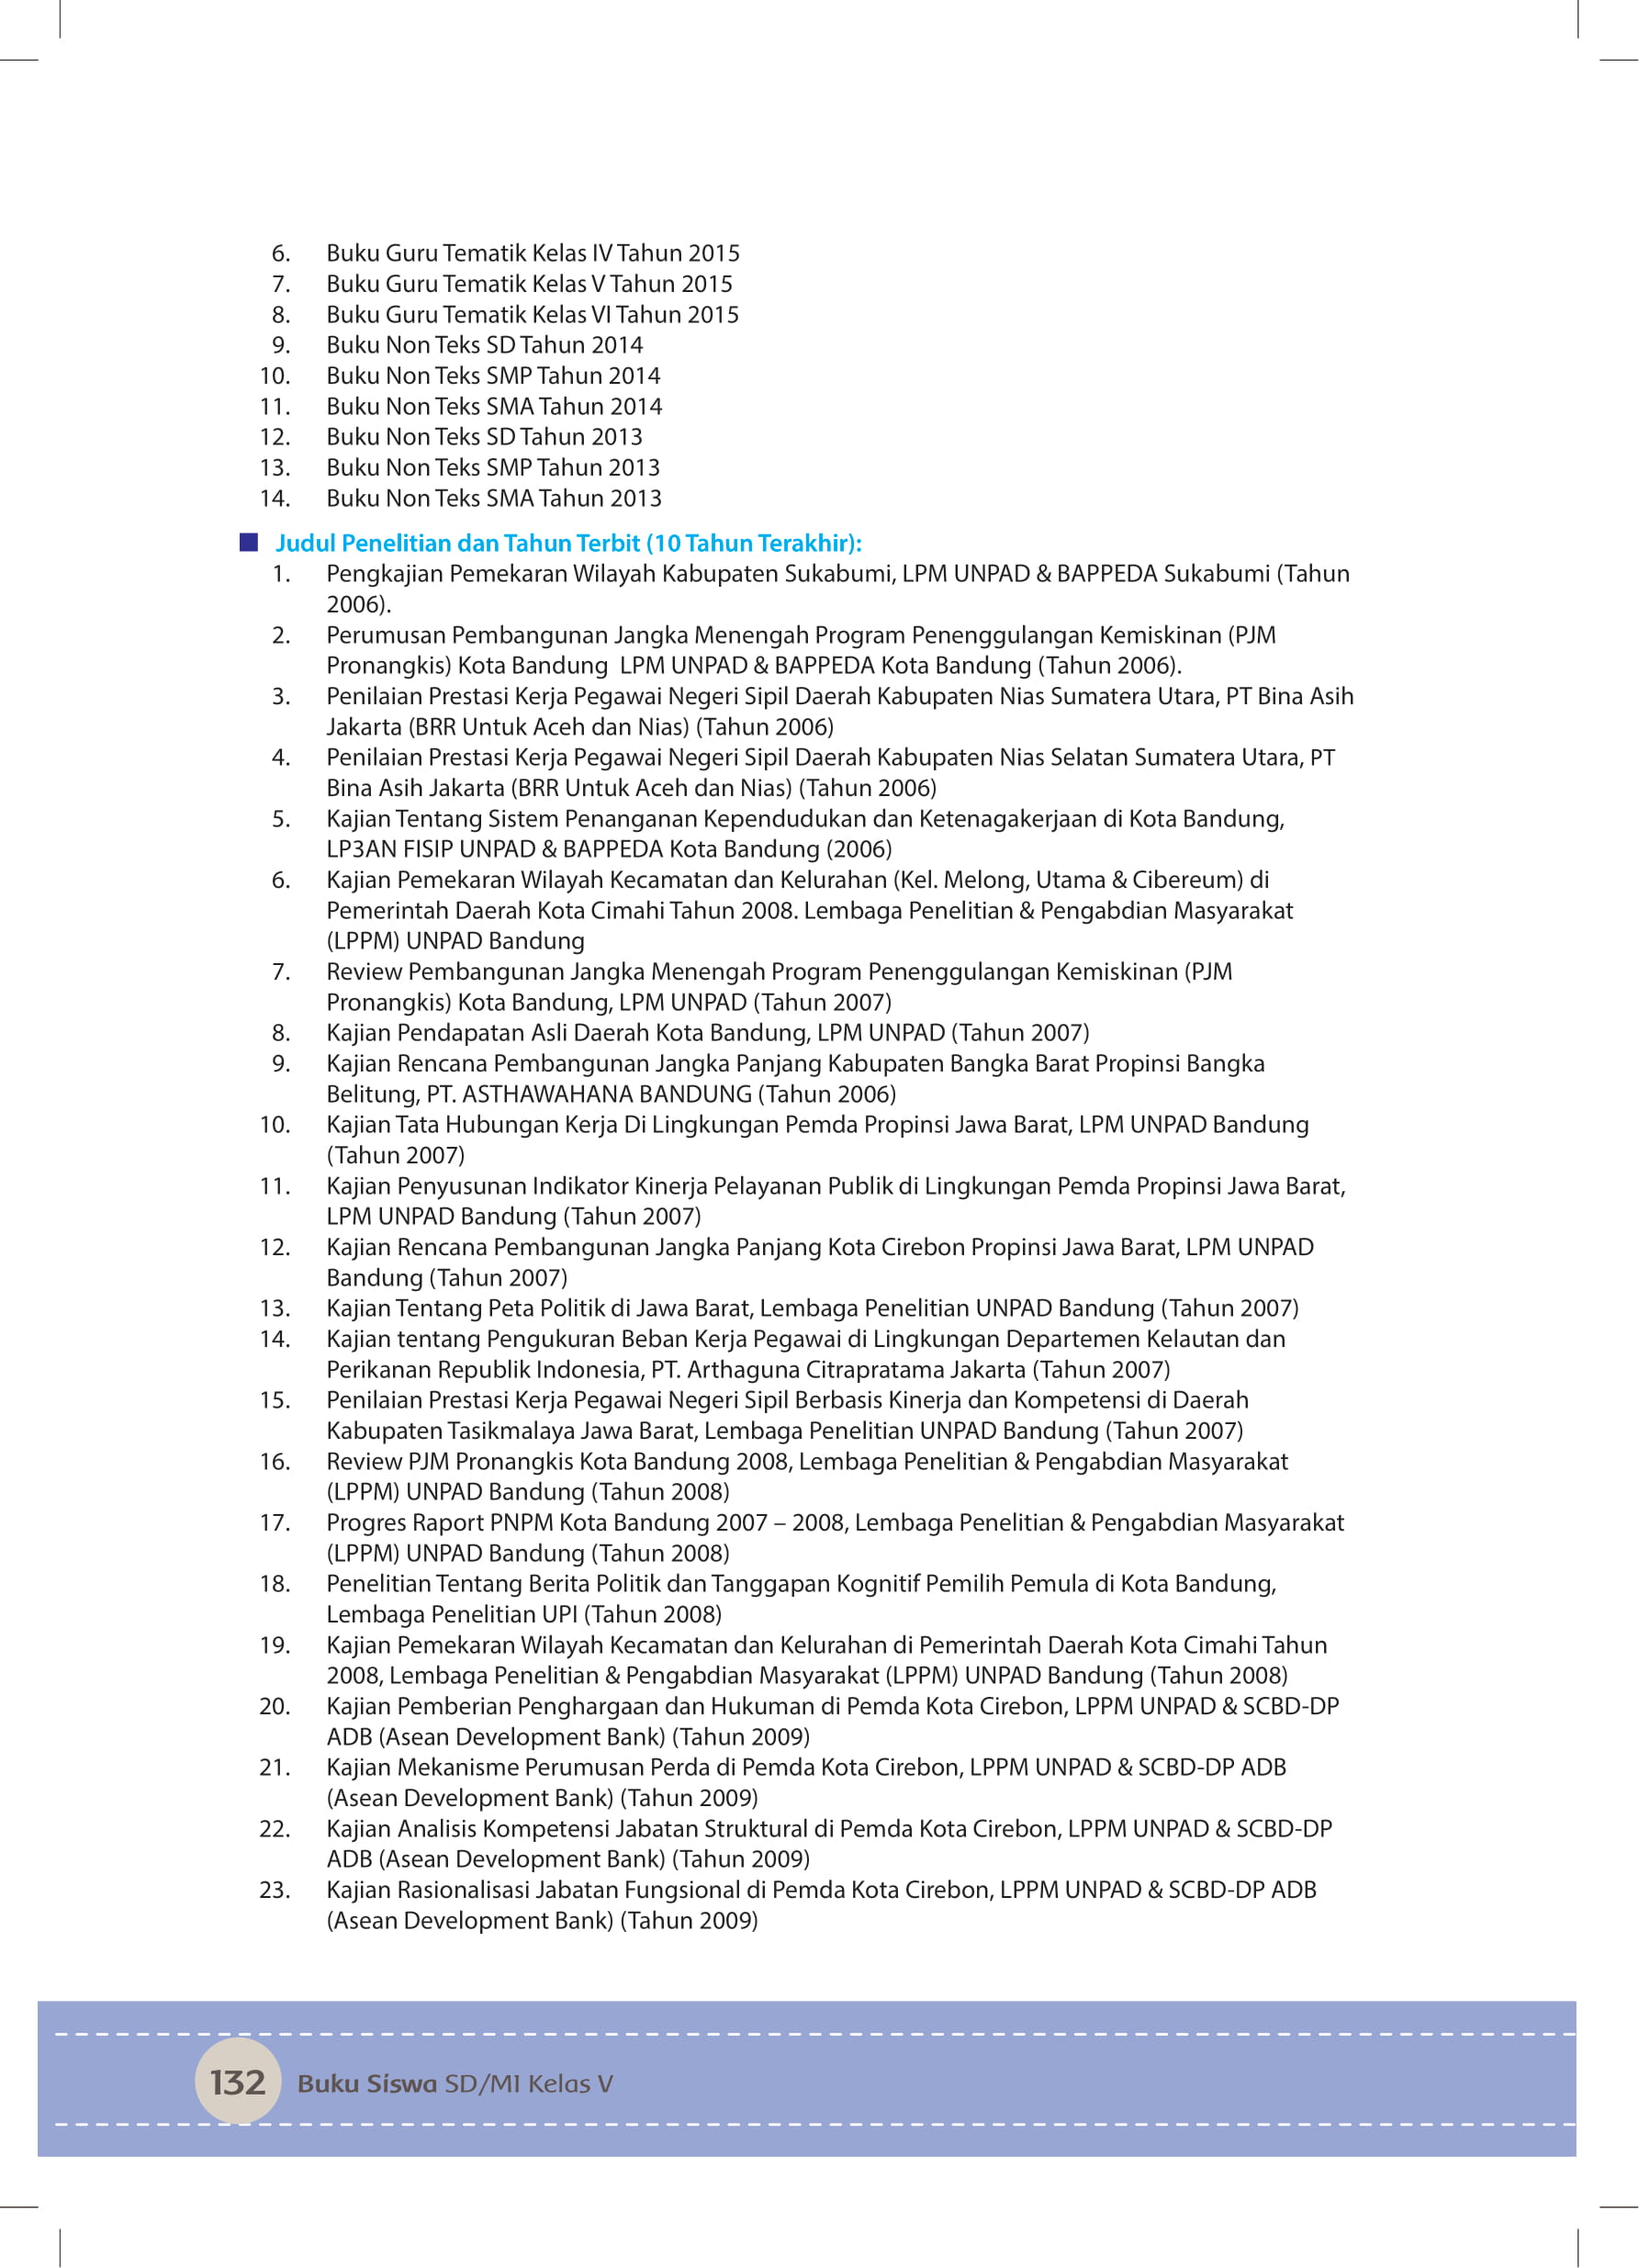 6. Buku Guru Tematik Kelas IV Tahun 2015
7. Buku Guru Tematik Kelas V Tahun 2015
8. Buku Guru Tematik Kelas VI Tahun 2015
9. Buku Non Teks SD Tahun 2014
10. Buku Non Teks SMP Tahun 2014
11. Buku Non Teks SMA Tahun 2014
12. Buku Non Teks SD Tahun 2013
13. Buku Non Teks SMP Tahun 2013
14. Buku Non Teks SMA Tahun 2013
Judul Penelitian dan Tahun Terbit (10 Tahun Terakhir):
1. Pengkajian Pemekaran Wilayah Kabupaten Sukabumi, LPM UNPAD & BAPPEDA Sukabumi (Tahun
2006).
2. Perumusan Pembangunan Jangka Menengah Program Penenggulangan Kemiskinan (PJM
Pronangkis) Kota Bandung LPM UNPAD & BAPPEDA Kota Bandung (Tahun 2006).
3. Penilaian Prestasi Kerja Pegawai Negeri Sipil Daerah Kabupaten Nias Sumatera Utara, PT Bina Asih
Jakarta (BRR Untuk Aceh dan Nias) (Tahun 2006)
4. Penilaian Prestasi Kerja Pegawai Negeri Sipil Daerah Kabupaten Nias Selatan Sumatera Utara, PT
Bina Asih Jakarta (BRR Untuk Aceh dan Nias) (Tahun 2006)
5. Kajian Tentang Sistem Penanganan Kependudukan dan Ketenagakerjaan di Kota Bandung,
LP3AN FISIP UNPAD & BAPPEDA Kota Bandung (2006)
6. Kajian Pemekaran Wilayah Kecamatan dan Kelurahan (Kel. Melong, Utama & Cibereum) di
Pemerintah Daerah Kota Cimahi Tahun 2008. Lembaga Penelitian & Pengabdian Masyarakat
(LPPM) UNPAD Bandung
7. Review Pembangunan Jangka Menengah Program Penenggulangan Kemiskinan (PJM
Pronangkis) Kota Bandung, LPM UNPAD (Tahun 2007)
8. Kajian Pendapatan Asli Daerah Kota Bandung, LPM UNPAD (Tahun 2007)
9. Kajian Rencana Pembangunan Jangka Panjang Kabupaten Bangka Barat Propinsi Bangka
Belitung, PT. ASTHAWAHANA BANDUNG (Tahun 2006)
10. Kajian Tata Hubungan Kerja Di Lingkungan Pemda Propinsi Jawa Barat, LPM UNPAD Bandung
(Tahun 2007)
11. Kajian Penyusunan Indikator Kinerja Pelayanan Publik di Lingkungan Pemda Propinsi Jawa Barat,
LPM UNPAD Bandung (Tahun 2007)
12. Kajian Rencana Pembangunan Jangka Panjang Kota Cirebon Propinsi Jawa Barat, LPM UNPAD
Bandung (Tahun 2007)
13. Kajian Tentang Peta Politik di Jawa Barat, Lembaga Penelitian UNPAD Bandung (Tahun 2007)
14. Kajian tentang Pengukuran Beban Kerja Pegawai di Lingkungan Departemen Kelautan dan
Perikanan Republik Indonesia, PT. Arthaguna Citrapratama Jakarta (Tahun 2007)
15. Penilaian Prestasi Kerja Pegawai Negeri Sipil Berbasis Kinerja dan Kompetensi di Daerah
Kabupaten Tasikmalaya Jawa Barat, Lembaga Penelitian UNPAD Bandung (Tahun 2007)
16. Review PJM Pronangkis Kota Bandung 2008, Lembaga Penelitian & Pengabdian Masyarakat
(LPPM) UNPAD Bandung (Tahun 2008)
17. Progres Raport PNPM Kota Bandung 2007 – 2008, Lembaga Penelitian & Pengabdian Masyarakat
(LPPM) UNPAD Bandung (Tahun 2008)
18. Penelitian Tentang Berita Politik dan Tanggapan Kognitif Pemilih Pemula di Kota Bandung,
Lembaga Penelitian UPI (Tahun 2008)
19. Kajian Pemekaran Wilayah Kecamatan dan Kelurahan di Pemerintah Daerah Kota Cimahi Tahun
2008, Lembaga Penelitian & Pengabdian Masyarakat (LPPM) UNPAD Bandung (Tahun 2008)
20. Kajian Pemberian Penghargaan dan Hukuman di Pemda Kota Cirebon, LPPM UNPAD & SCBD-DP
ADB (Asean Development Bank) (Tahun 2009)
21. Kajian Mekanisme Perumusan Perda di Pemda Kota Cirebon, LPPM UNPAD & SCBD-DP ADB
(Asean Development Bank) (Tahun 2009)
22. Kajian Analisis Kompetensi Jabatan Struktural di Pemda Kota Cirebon, LPPM UNPAD & SCBD-DP
ADB (Asean Development Bank) (Tahun 2009)
23. Kajian Rasionalisasi Jabatan Fungsional di Pemda Kota Cirebon, LPPM UNPAD & SCBD-DP ADB
(Asean Development Bank) (Tahun 2009)
132 Buku Siswa SD/MI Kelas V